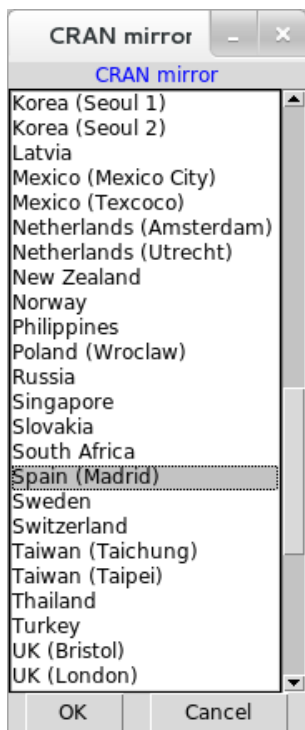 CRAN mirror
CRAN mirror
Korea (Seoul 1)
Korea (Seoul 2)
Latvia
Mexico (Mexico City)
Mexico (Texcoco)
Netherlands (Amsterdam)
Netherlands (Utrecht)
New Zealand
Norway
Philippines
Poland (Wroclaw)
Russia
Singapore
Slovakia
South Africa
Spain (Madrid)
Sweden
Switzerland
Taiwan (Taichung)
Taiwan (Taipei)
Thailand
Turkey
UK (Bristol)
UK (London)
OK Cancel